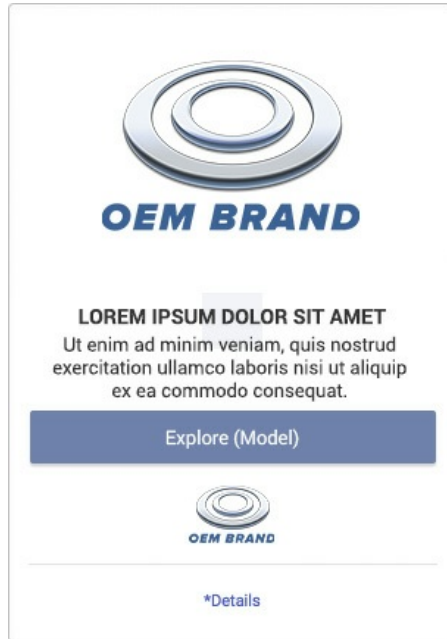 OEM BRAND
LOREM IPSUM DOLOR SIT AMET
Ut enim ad minim veniam, quis nostrud
exercitation ullamco laboris nisi ut aliquip
ex ea commodo consequat.
Explore (Model)
OEM BRAND
*Details